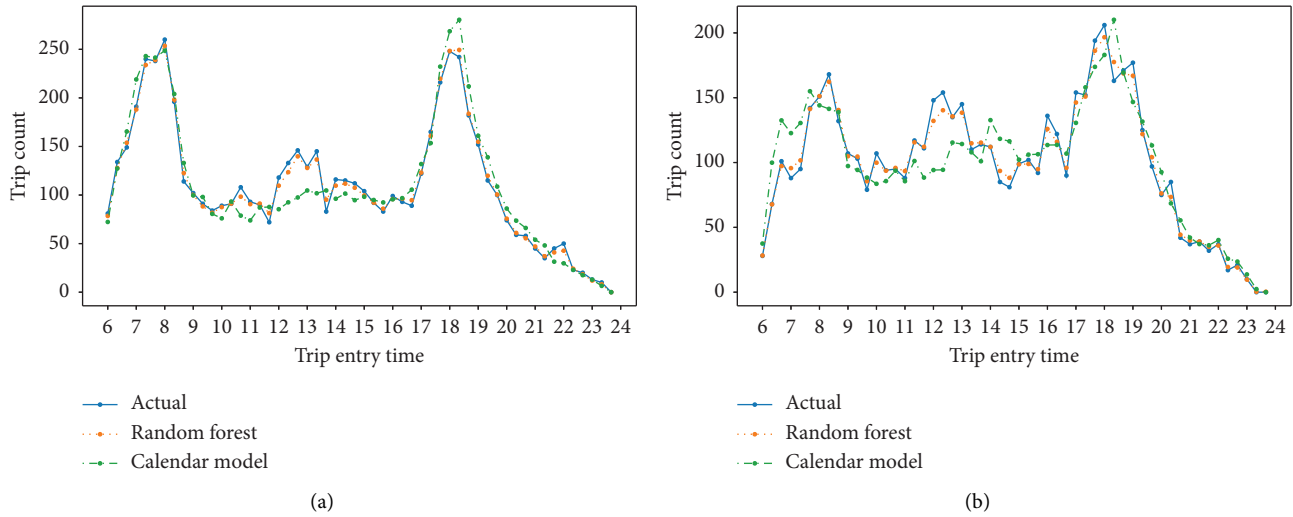 250
200
150
100
50
0
Trip count
6 7 8 9 10 11 12 13 14 15 16 17 18 19 20 21 22 23 24
Trip entry time
Actual
Random forest
Calendar model
(a)
200
150
100
50
0
Trip count
6 7 8 9 10 11 12 13 14 15 16 17 18 19 20 21 22 23 24
Trip entry time
Actual
Random forest
Calendar model
(b)